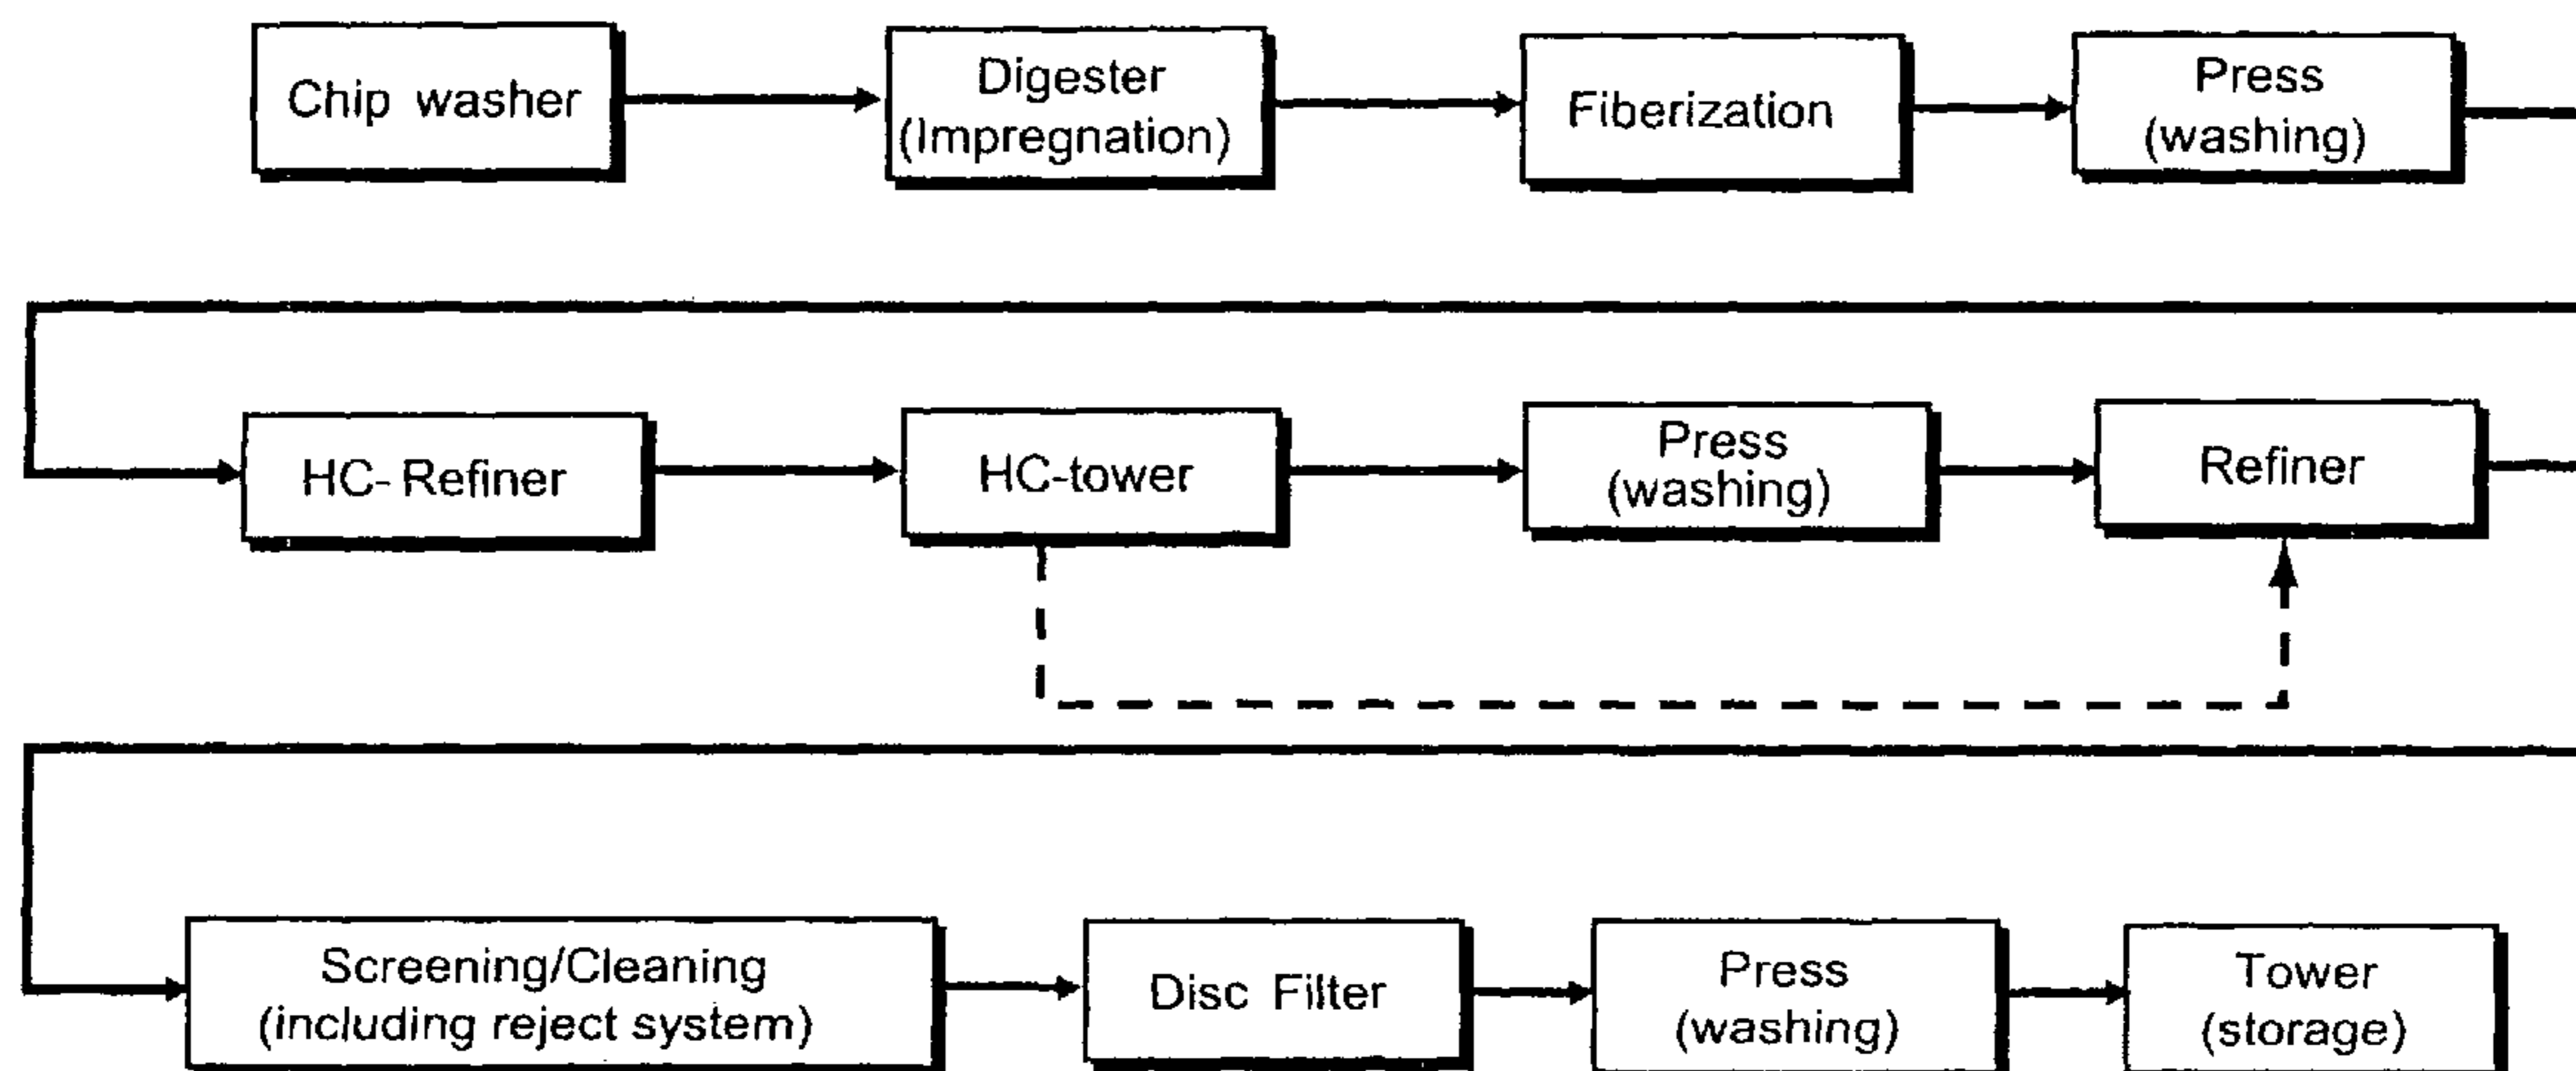 Chip washer
Digester
(Impregnation)
Fiberization
Press
(washing)
HC-Refiner
HC-tower
Press
(washing)
Refiner
Screening/Cleaning
(including reject system)
Disc Filter
Press
(washing)
Tower
(storage)